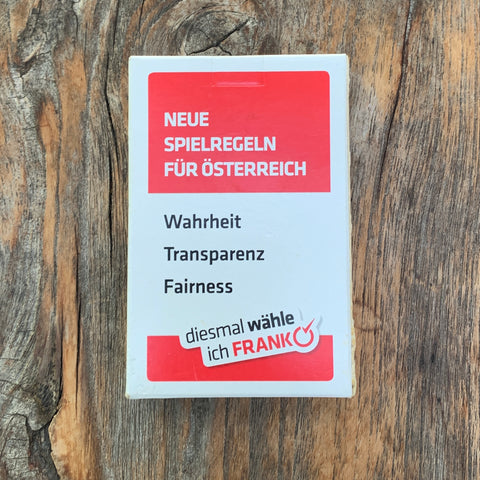 NEUE
SPIELREGELN
FÜR ÖSTERREICH
Wahrheit
Transparenz
Fairness
diesmal wähle
ich FRANK